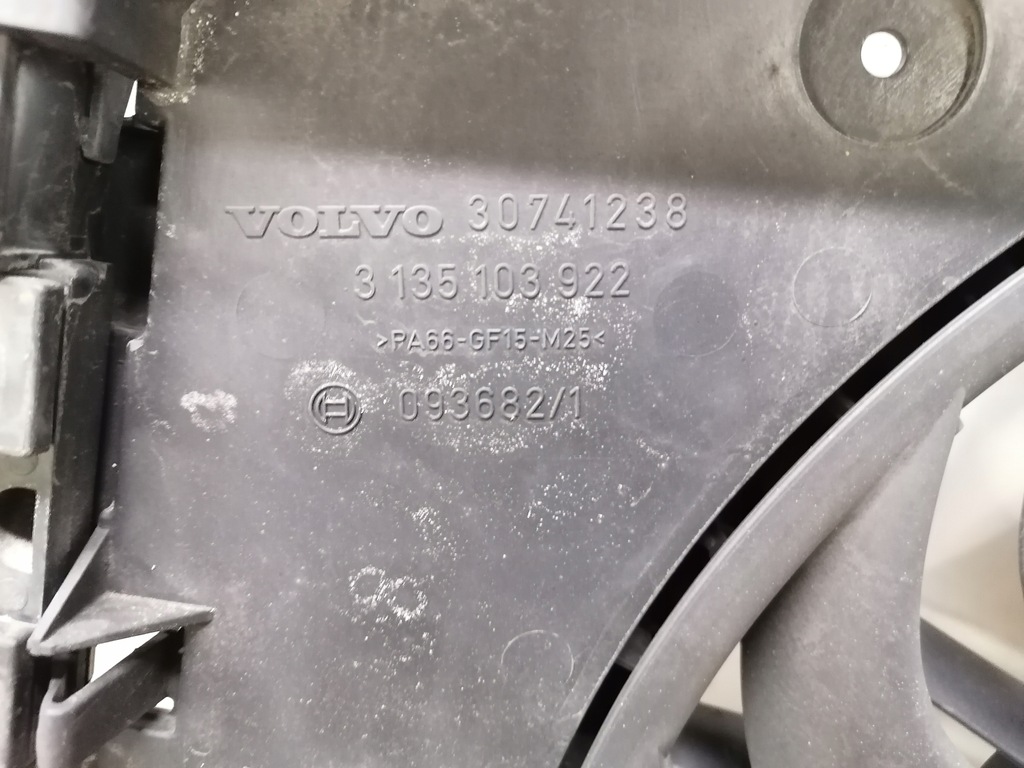 VOLVO 30741238
3 135 103 922
>PA66-GF15-M25<
093682/1